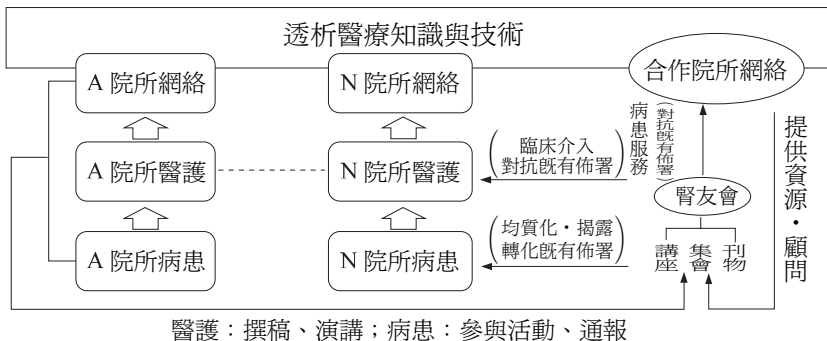 透析醫療知識與技術
A 院所網絡
N 院所網絡
合作院所網絡
A 院所醫護
N 院所醫護
臨床介入
對抗既有佈署
病患服務
(對抗既有佈署)
腎友會
提供資源・顧問
A 院所病患
N 院所病患
均質化・揭露
轉化既有佈署
講座
集會
刊物
醫護：撰稿、演講；病患：參與活動、通報